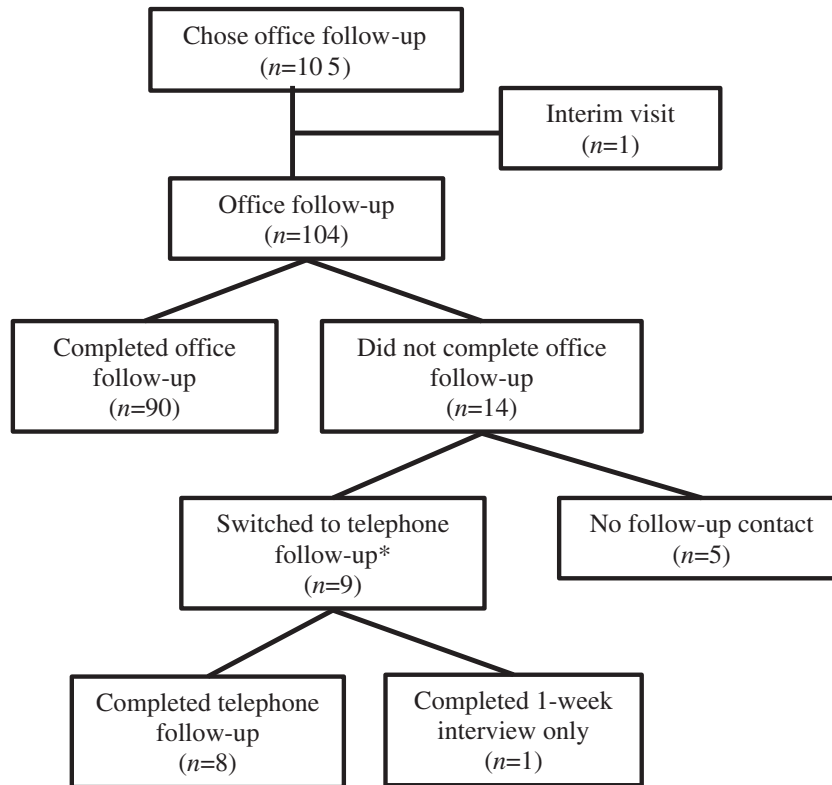 Chose office follow-up
(n=10 5)
Interim visit
(n=1)
Office follow-up
(n=104)
Completed office
follow-up
(n=90)
Did not complete office
follow-up
(n=14)
Switched to telephone
follow-up*
(n=9)
No follow-up contact
(n=5)
Completed telephone
follow-up
(n=8)
Completed 1-week
interview only
(n=1)